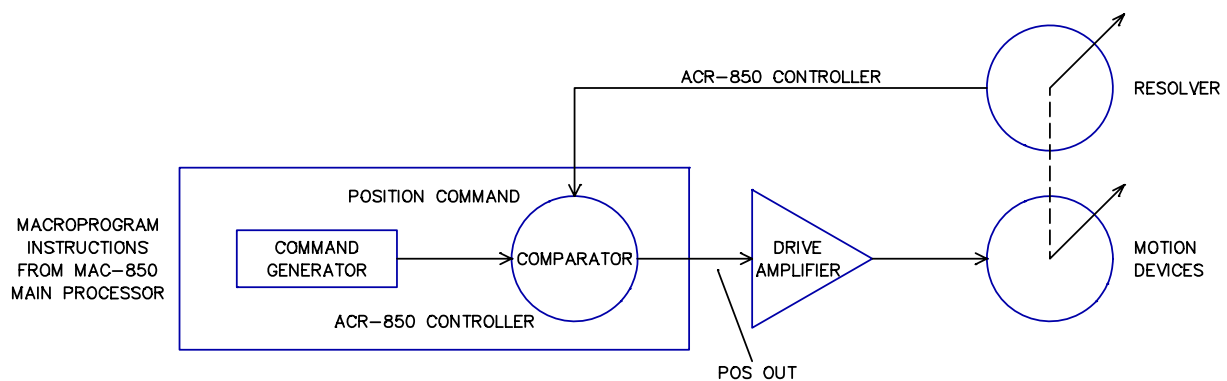 ACR-850 CONTROLLER
RESOLVER
POSITION COMMAND
MACROPROGRAM
INSTRUCTIONS
FROM MAC-850
MAIN PROCESSOR
COMMAND
GENERATOR
COMPARATOR
DRIVE
AMPLIFIER
MOTION
DEVICES
ACR-850 CONTROLLER
POS OUT